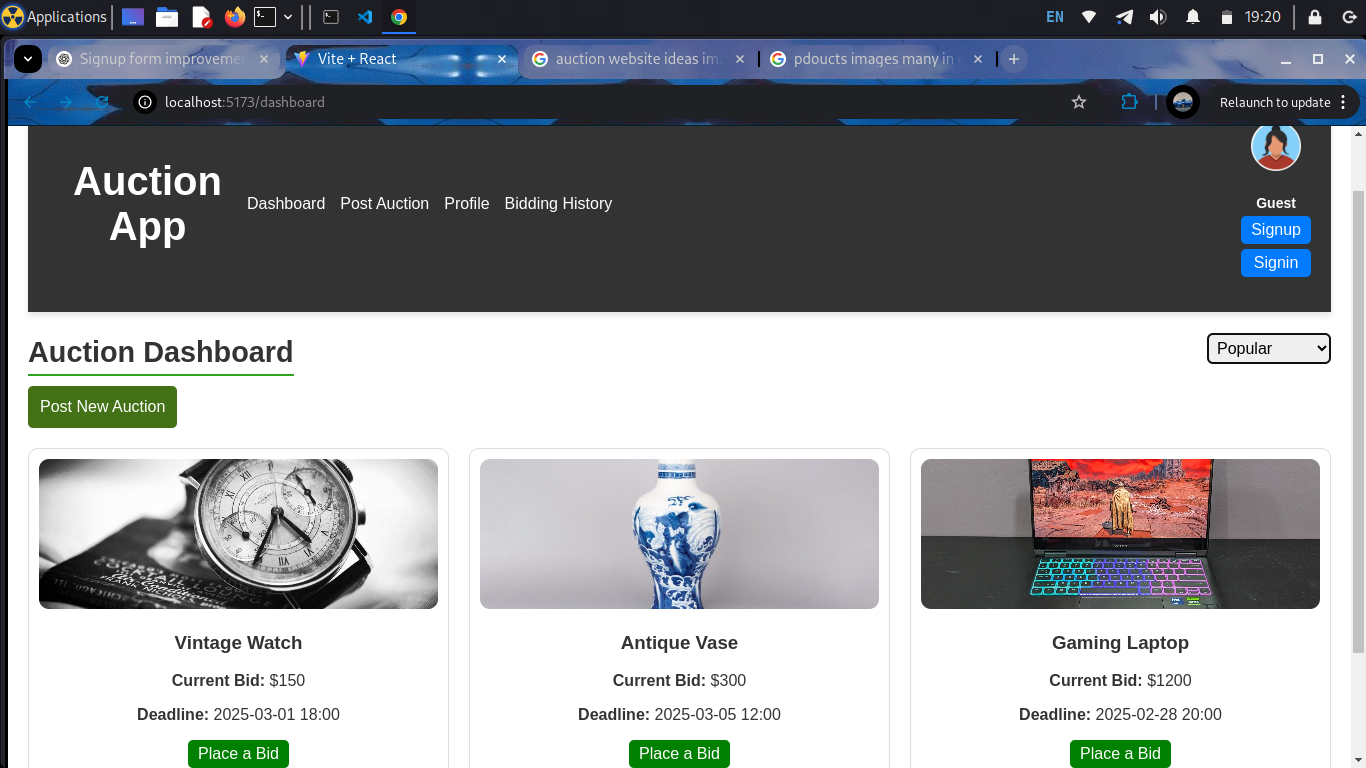 Applications
EN
19:20
Signup form improveme
Vite + React
auction website ideas im
pdoucts images many in
localhost:5173/dashboard
Relaunch to update
Auction
App
Dashboard
Post Auction
Profile
Bidding History
Guest
Signup
Signin
Auction Dashboard
Popular
Post New Auction
Vintage Watch
Current Bid: $150
Deadline: 2025-03-01 18:00
Place a Bid
Antique Vase
Current Bid: $300
Deadline: 2025-03-05 12:00
Place a Bid
Gaming Laptop
Current Bid: $1200
Deadline: 2025-02-28 20:00
Place a Bid